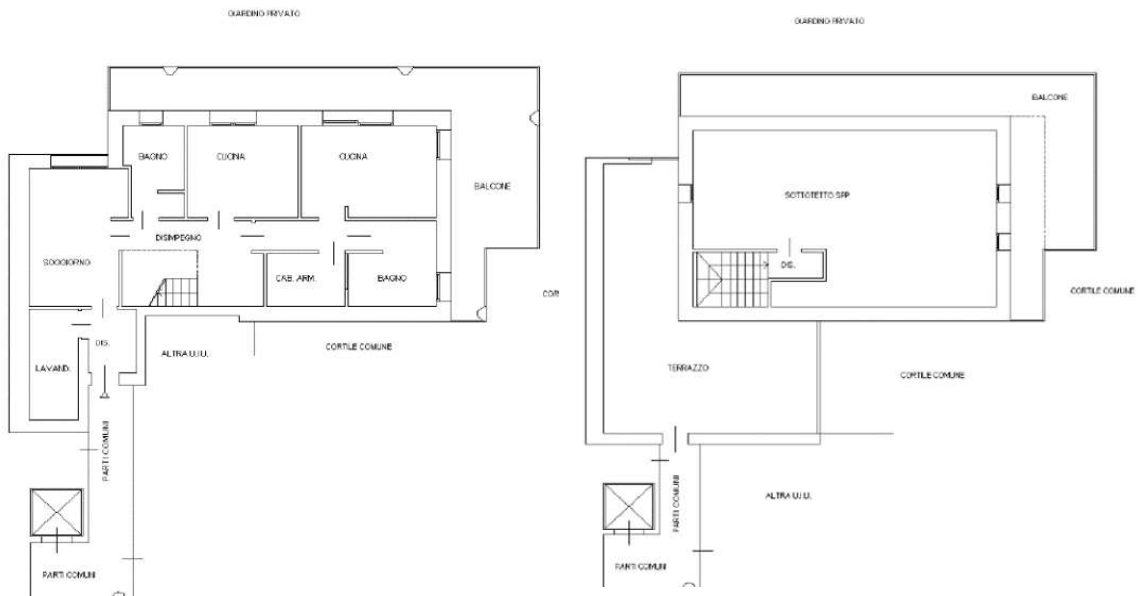 GIARDINO PRIVATO
BAGNO
CUCINA
CUCINA
BALCONE
DISIMPEGNO
SOGGIORNO
CAB. ARM.
BAGNO
COR
DIS.
ALTRA U.I.U.
CORTILE COMUNE
LAVAND.
PARTI COMUNI
PARTI COMUNI
GIARDINO PRIVATO
BALCONE
SOTTOTETTO SPP
DIS.
CORTILE COMUNE
TERRAZZO
CORTILE COMUNE
PARTI COMUNI
ALTRA U.I.U.
PARTI COMUNI